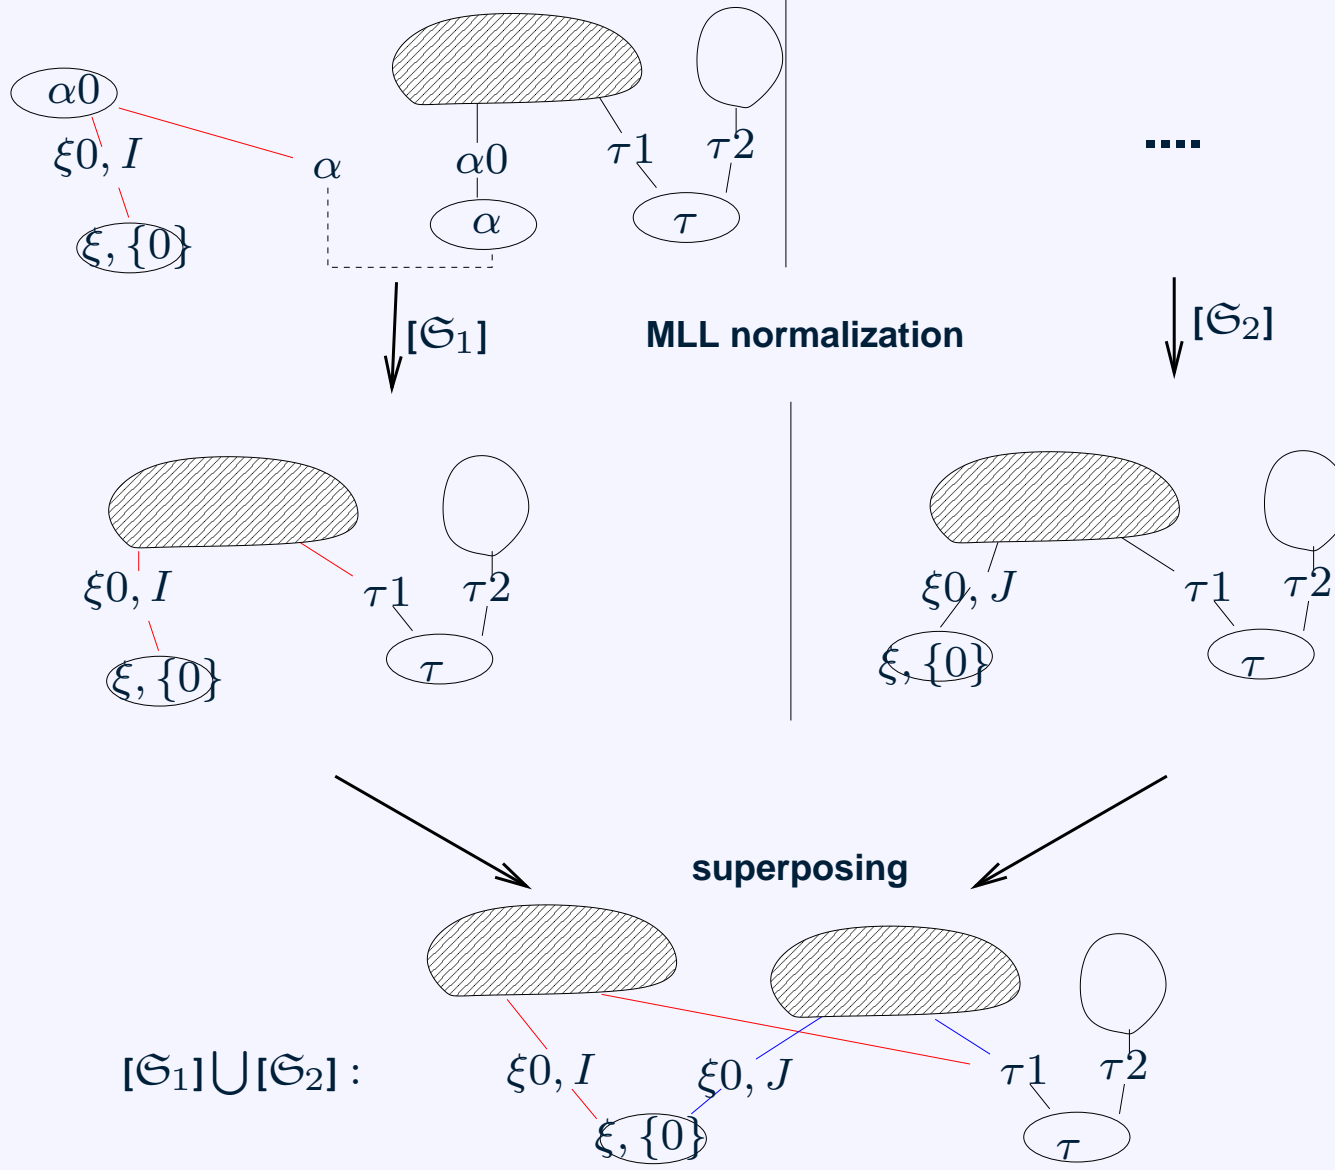 α0
ξ0, I
α
ξ, {0}
α0
α
τ1
τ2
τ
....
[𝔖₁]
MLL normalization
[𝔖₂]
ξ0, I
τ1
τ2
ξ, {0}
τ
ξ0, J
τ1
τ2
ξ, {0}
τ
superposing
[𝔖₁] ⋃ [𝔖₂] :
ξ0, I
ξ0, J
τ1
τ2
ξ, {0}
τ